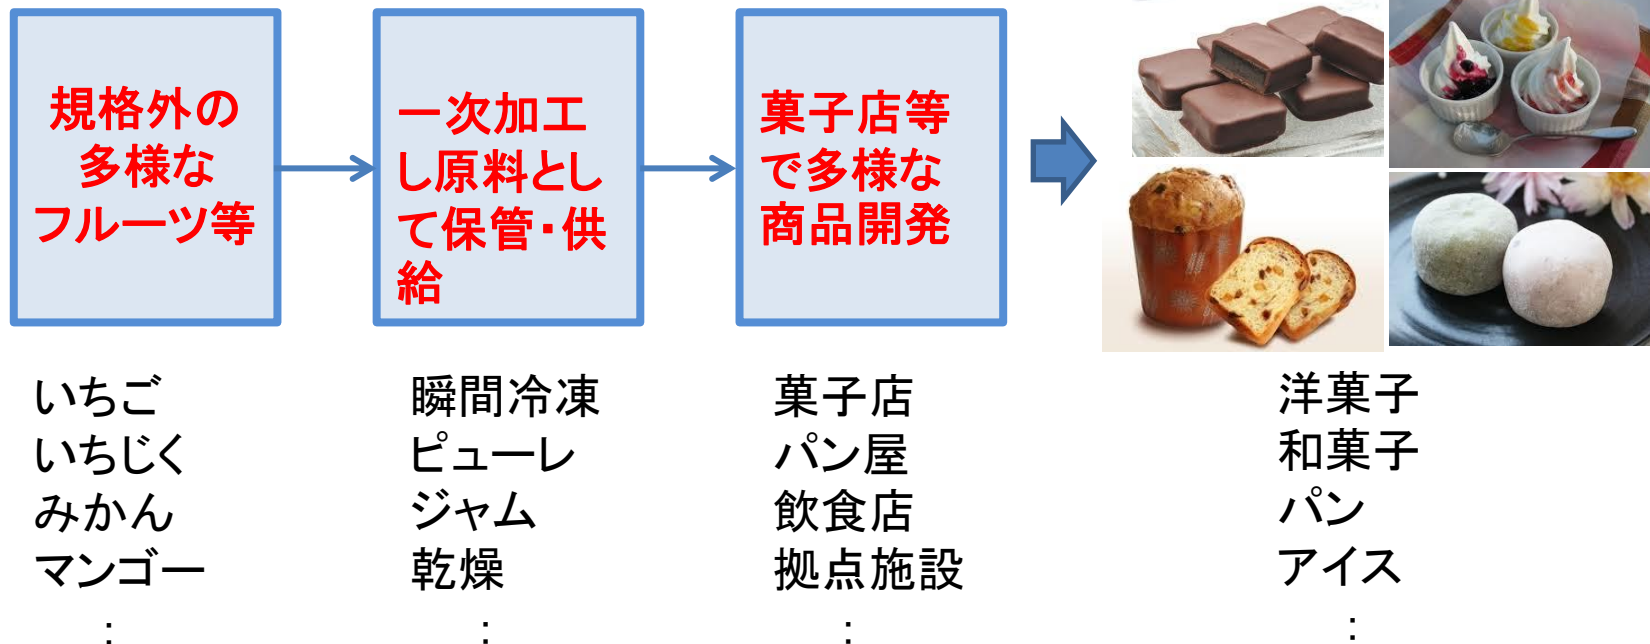 規格外の
多様な
フルーツ等
一次加工
し原料とし
て保管・供
給
菓子店等
で多様な
商品開発
いちご
いちじく
みかん
マンゴー
：
瞬間冷凍
ピューレ
ジャム
乾燥
：
菓子店
パン屋
飲食店
拠点施設
：
洋菓子
和菓子
パン
アイス
：